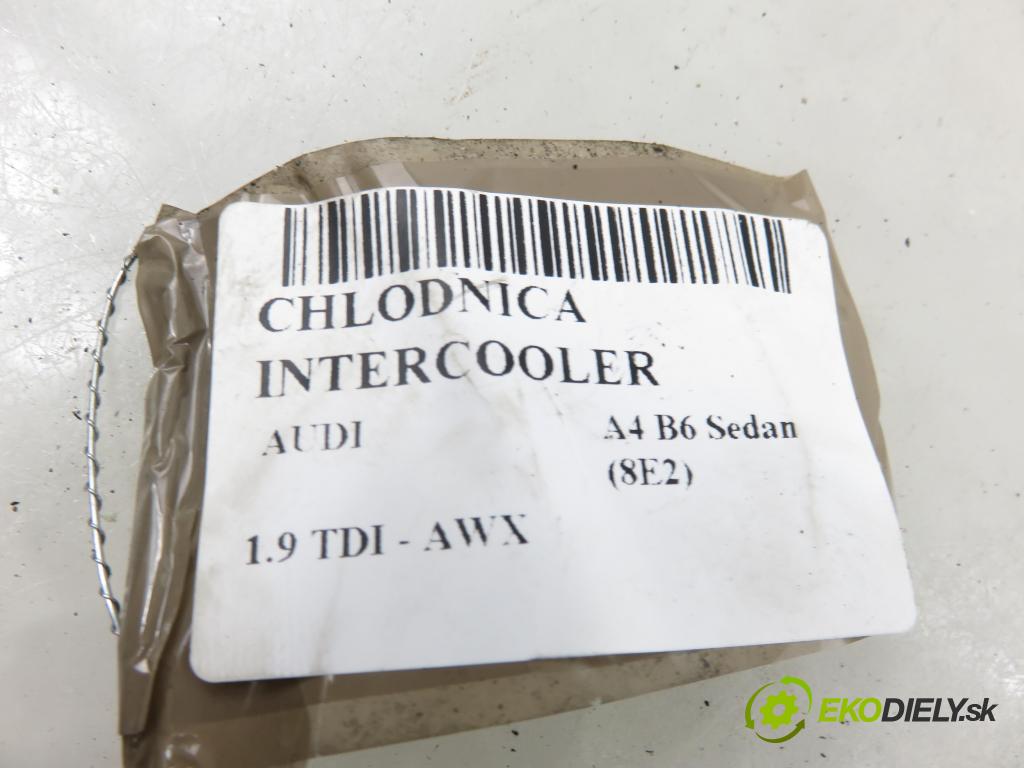 CHLODNICA
INTERCOOLER
AUDI A4 B6 Sedan
(8E2)
1.9 TDI - AWX
EKODIELY.sk